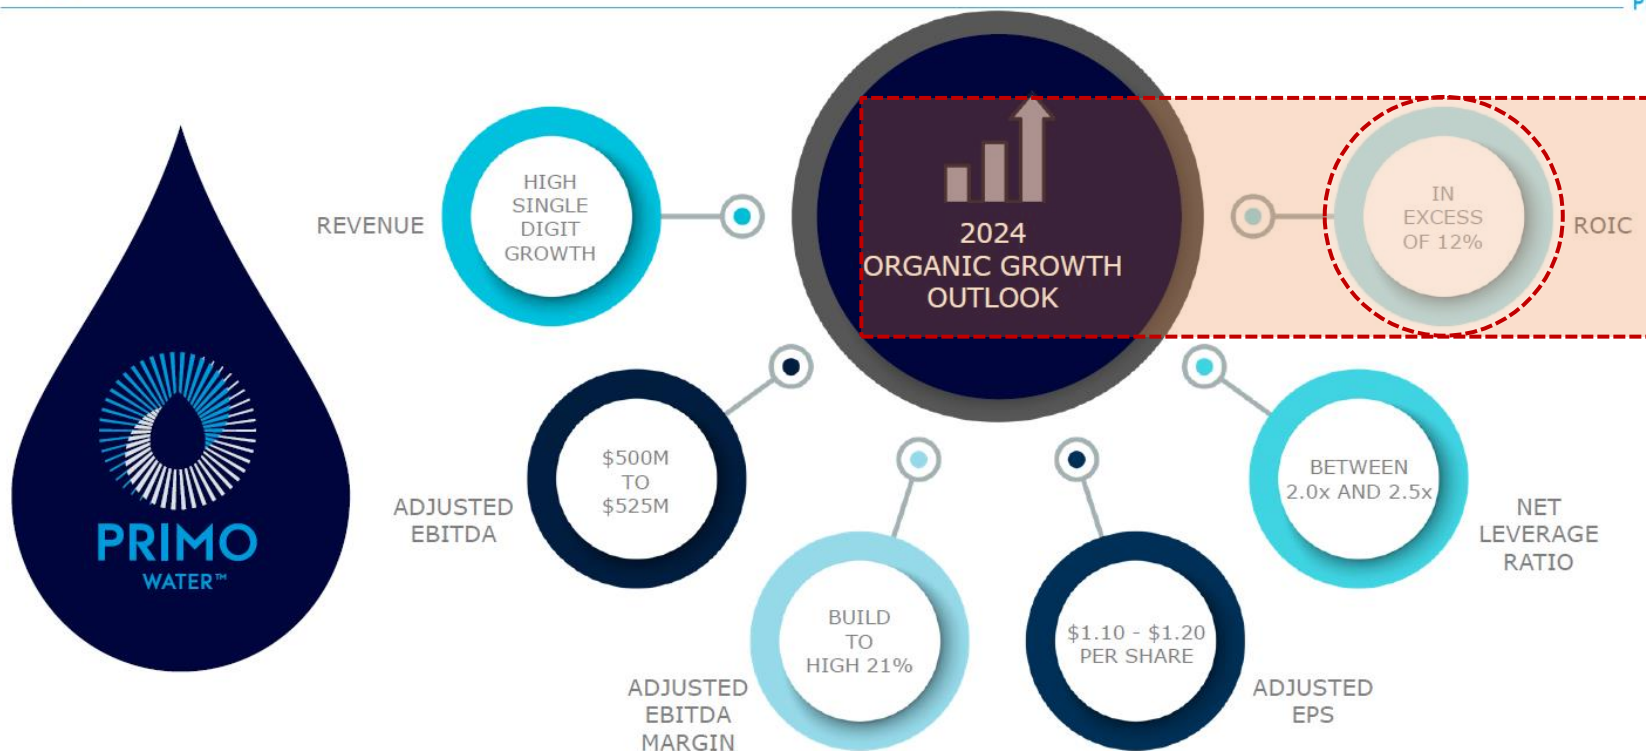 P
2024
ORGANIC GROWTH
OUTLOOK
REVENUE
HIGH
SINGLE
DIGIT
GROWTH
IN
EXCESS
OF 12%
ROIC
PRIMO
WATER™
ADJUSTED
EBITDA
$500M
TO
$525M
BETWEEN
2.0x AND 2.5x
NET
LEVERAGE
RATIO
ADJUSTED
EBITDA
MARGIN
BUILD
TO
HIGH 21%
$1.10 - $1.20
PER SHARE
ADJUSTED
EPS